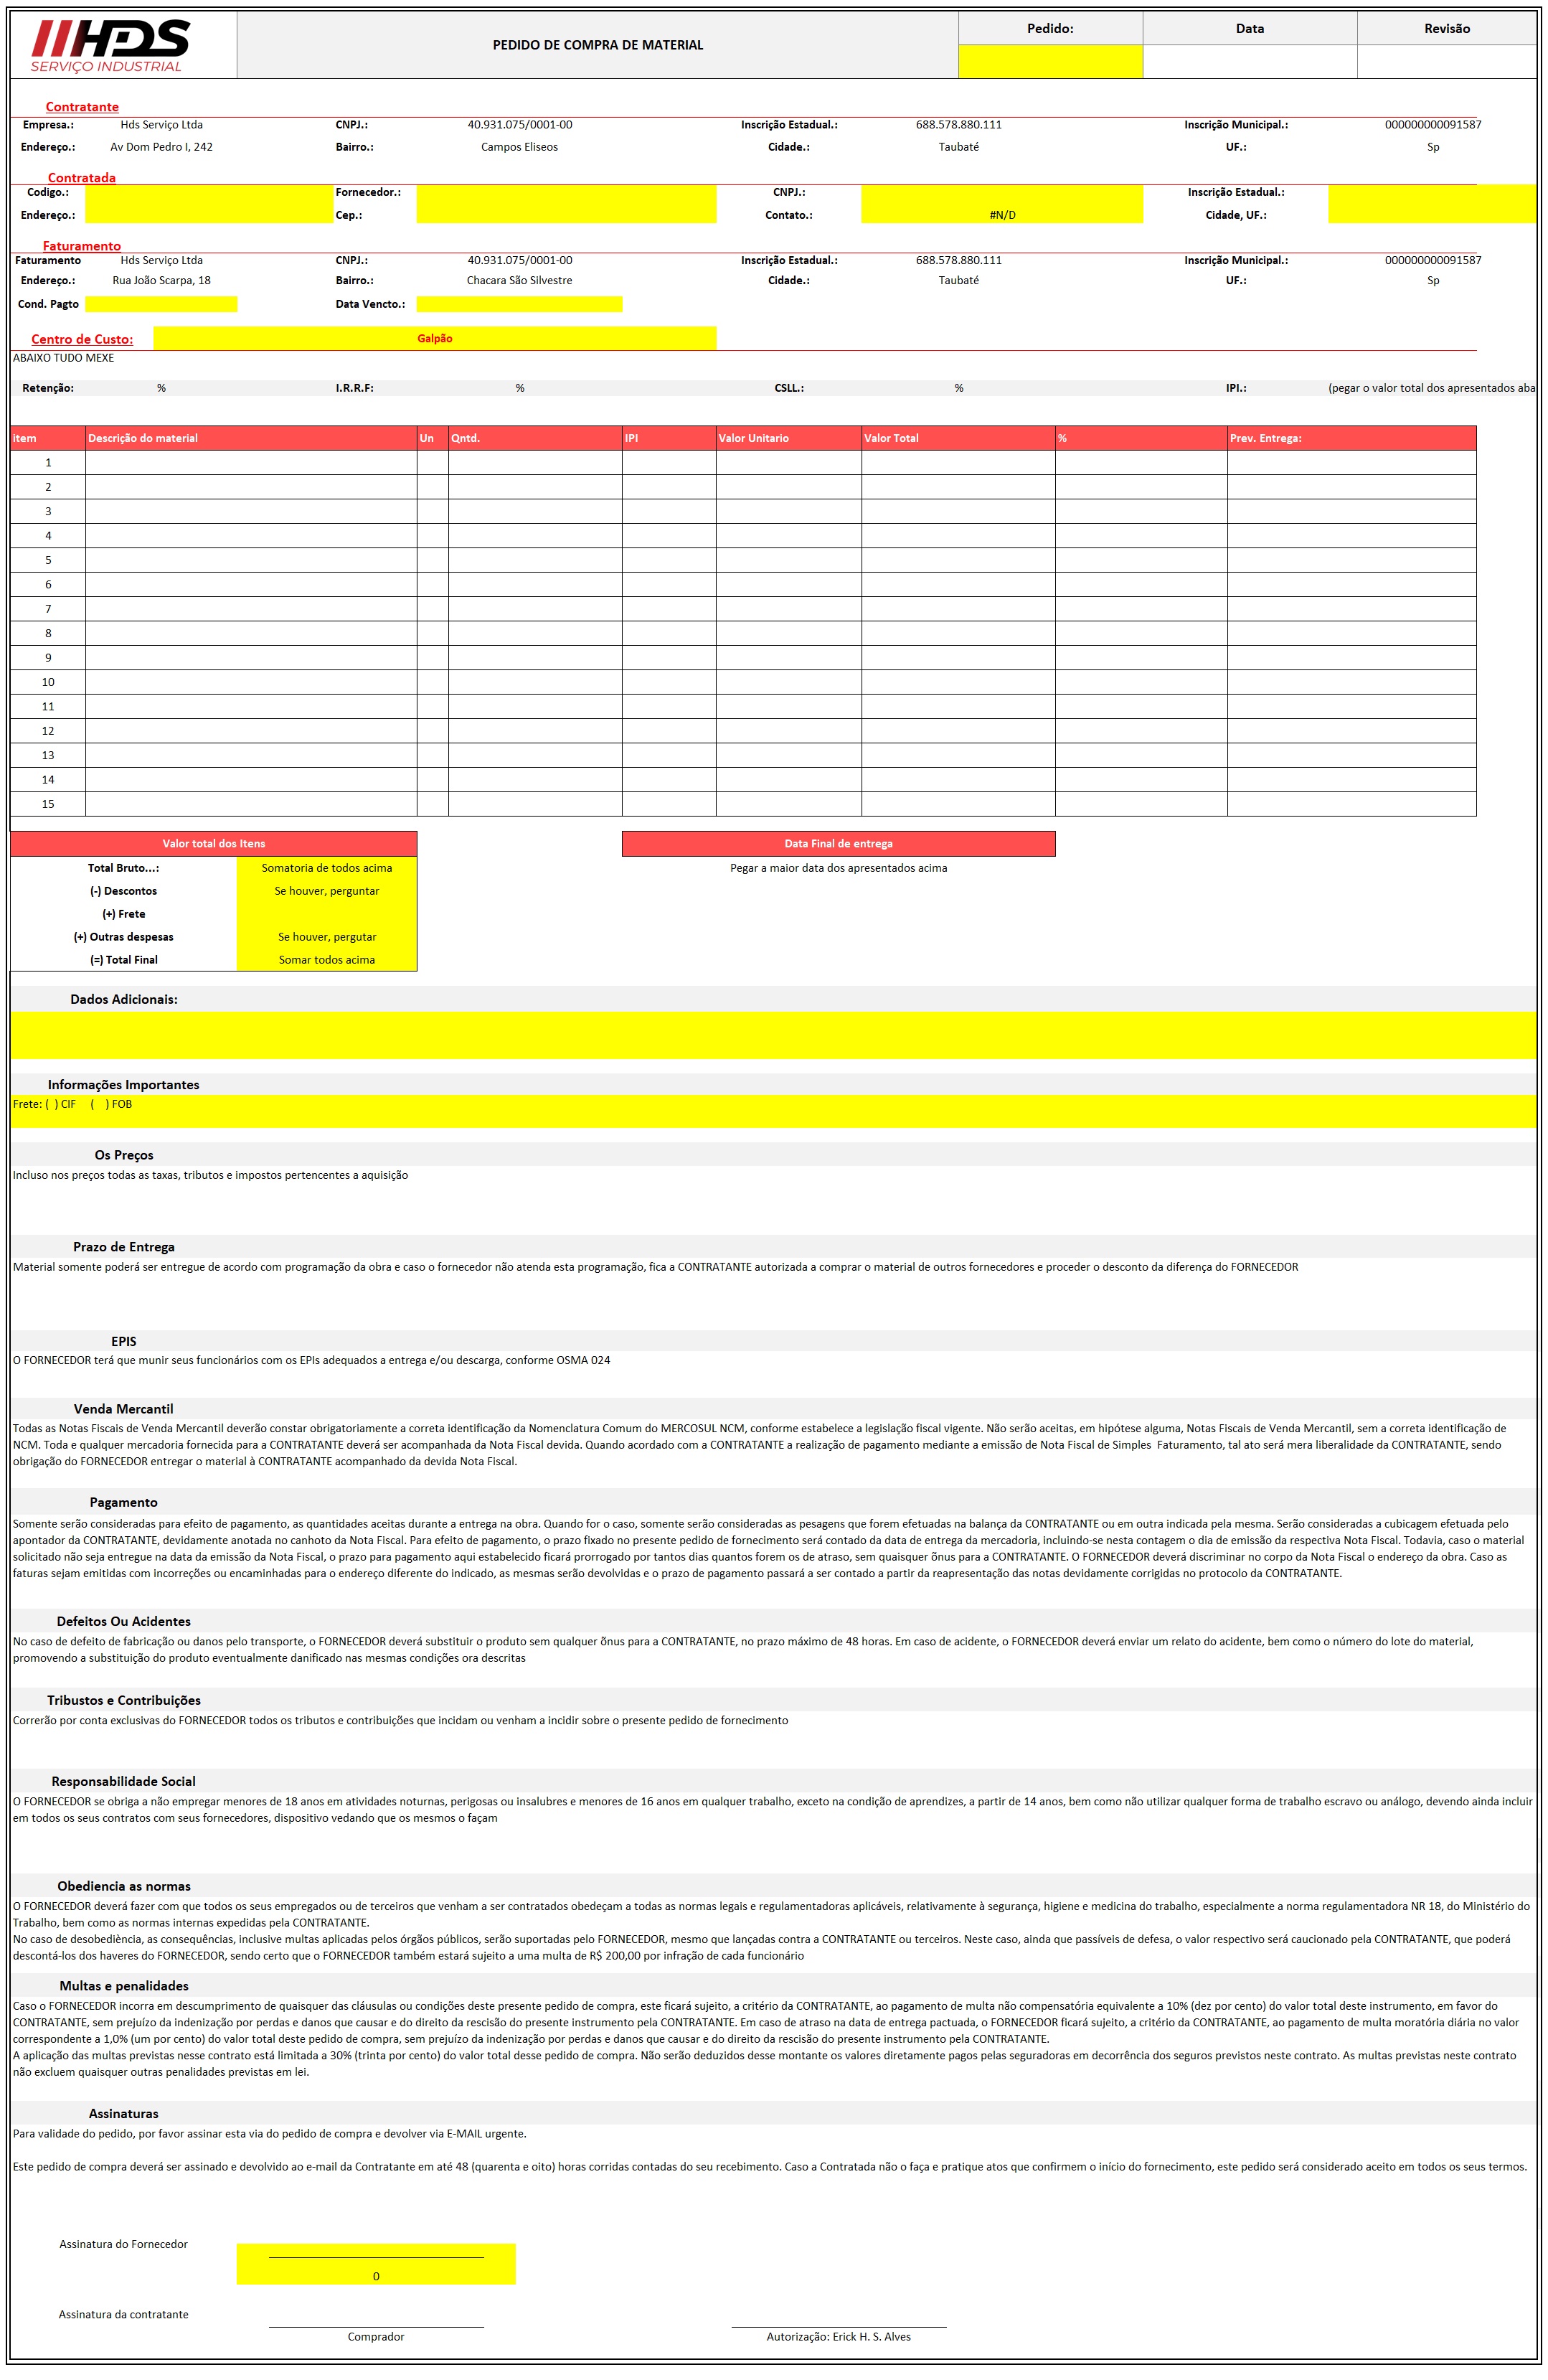 HDS
SERVIÇO INDUSTRIAL
PEDIDO DE COMPRA DE MATERIAL
Pedido: Data Revisão
Contratante
Empresa.: Hds Serviço Ltda CNPJ.: 40.931.075/0001-00 Inscrição Estadual.: 688.578.880.111 Inscrição Municipal.: 000000000091587
Endereço.: Av Dom Pedro I, 242 Bairro.: Campos Eliseos Cidade.: Taubaté UF.: Sp
Contratada
Codigo.: Fornecedor.: CNPJ.: Inscrição Estadual.:
Endereço.: Cep.: Contato.: #N/D Cidade, UF.:
Faturamento
Faturamento Hds Serviço Ltda CNPJ.: 40.931.075/0001-00 Inscrição Estadual.: 688.578.880.111 Inscrição Municipal.: 000000000091587
Endereço.: Rua João Scarpa, 18 Bairro.: Chacara São Silvestre Cidade.: Taubaté UF.: Sp
Cond. Pagto Data Vencto.:
Centro de Custo: Galpão
ABAIXO TUDO MEXE
Retenção: % I.R.R.F: % CSLL.: % IPI.: (pegar o valor total dos apresentados aba
item Descrição do material Un Qntd. IPI Valor Unitario Valor Total % Prev. Entrega:
1
2
3
4
5
6
7
8
9
10
11
12
13
14
15
Valor total dos Itens Data Final de entrega
Total Bruto...: Somatoria de todos acima Pegar a maior data dos apresentados acima
(-) Descontos Se houver, perguntar
(+) Frete
(+) Outras despesas Se houver, pergutar
(=) Total Final Somar todos acima
Dados Adicionais:
Informações Importantes
Frete: ( ) CIF ( ) FOB
Os Preços
Incluso nos preços todas as taxas, tributos e impostos pertencentes a aquisição
Prazo de Entrega
Material somente poderá ser entregue de acordo com programação da obra e caso o fornecedor não atenda esta programação, fica a CONTRATANTE autorizada a comprar o material de outros fornecedores e proceder o desconto da diferença do FORNECEDOR
EPIS
O FORNECEDOR terá que munir seus funcionários com os EPIs adequados a entrega e/ou descarga, conforme OSMA 024
Venda Mercantil
Todas as Notas Fiscais de Venda Mercantil deverão constar obrigatoriamente a correta identificação da Nomenclatura Comum do MERCOSUL NCM, conforme estabelece a legislação fiscal vigente. Não serão aceitas, em hipótese alguma, Notas Fiscais de Venda Mercantil, sem a correta identificação de
NCM. Toda e qualquer mercadoria fornecida para a CONTRATANTE deverá ser acompanhada da Nota Fiscal devida. Quando acordado com a CONTRATANTE a realização de pagamento mediante a emissão de Nota Fiscal de Simples Faturamento, tal ato será mera liberalidade da CONTRATANTE, sendo
obrigação do FORNECEDOR entregar o material à CONTRATANTE acompanhado da devida Nota Fiscal.
Pagamento
Somente serão consideradas para efeito de pagamento, as quantidades aceitas durante a entrega na obra. Quando for o caso, somente serão consideradas as pesagens que forem efetuadas na balança da CONTRATANTE ou em outra indicada pela mesma. Serão consideradas a cubicagem efetuada pelo
apontador da CONTRATANTE, devidamente anotada no canhoto da Nota Fiscal. Para efeito de pagamento, o prazo fixado no presente pedido de fornecimento será contado da data de entrega da mercadoria, incluindo-se nesta contagem o dia de emissão da respectiva Nota Fiscal. Todavia, caso o material
solicitado não seja entregue na data da emissão da Nota Fiscal, o prazo para pagamento aqui estabelecido ficará prorrogado por tantos dias quantos forem os de atraso, sem quaisquer õnus para a CONTRATANTE. O FORNECEDOR deverá discriminar no corpo da Nota Fiscal o endereço da obra. Caso as
faturas sejam emitidas com incorreções ou encaminhadas para o endereço diferente do indicado, as mesmas serão devolvidas e o prazo de pagamento passará a ser contado a partir da reapresentação das notas devidamente corrigidas no protocolo da CONTRATANTE.
Defeitos Ou Acidentes
No caso de defeito de fabricação ou danos pelo transporte, o FORNECEDOR deverá substituir o produto sem qualquer õnus para a CONTRATANTE, no prazo máximo de 48 horas. Em caso de acidente, o FORNECEDOR deverá enviar um relato do acidente, bem como o número do lote do material,
promovendo a substituição do produto eventualmente danificado nas mesmas condições ora descritas
Tribustos e Contribuições
Correrão por conta exclusivas do FORNECEDOR todos os tributos e contribuições que incidam ou venham a incidir sobre o presente pedido de fornecimento
Responsabilidade Social
O FORNECEDOR se obriga a não empregar menores de 18 anos em atividades noturnas, perigosas ou insalubres e menores de 16 anos em qualquer trabalho, exceto na condição de aprendizes, a partir de 14 anos, bem como não utilizar qualquer forma de trabalho escravo ou análogo, devendo ainda incluir
em todos os seus contratos com seus fornecedores, dispositivo vedando que os mesmos o façam
Obediencia as normas
O FORNECEDOR deverá fazer com que todos os seus empregados ou de terceiros que venham a ser contratados obedeçam a todas as normas legais e regulamentadoras aplicáveis, relativamente à segurança, higiene e medicina do trabalho, especialmente a norma regulamentadora NR 18, do Ministério do
Trabalho, bem como as normas internas expedidas pela CONTRATANTE.
No caso de desobediència, as consequências, inclusive multas aplicadas pelos órgãos públicos, serão suportadas pelo FORNECEDOR, mesmo que lançadas contra a CONTRATANTE ou terceiros. Neste caso, ainda que passíveis de defesa, o valor respectivo será caucionado pela CONTRATANTE, que poderá
descontá-los dos haveres do FORNECEDOR, sendo certo que o FORNECEDOR também estará sujeito a uma multa de R$ 200,00 por infração de cada funcionário
Multas e penalidades
Caso o FORNECEDOR incorra em descumprimento de quaisquer das cláusulas ou condições deste presente pedido de compra, este ficará sujeito, a critério da CONTRATANTE, ao pagamento de multa não compensatória equivalente a 10% (dez por cento) do valor total deste instrumento, em favor do
CONTRATANTE, sem prejuízo da indenização por perdas e danos que causar e do direito da rescisão do presente instrumento pela CONTRATANTE. Em caso de atraso na data de entrega pactuada, o FORNECEDOR ficará sujeito, a critério da CONTRATANTE, ao pagamento de multa moratória diária no valor
correspondente a 1,0% (um por cento) do valor total deste pedido de compra, sem prejuízo da indenização por perdas e danos que causar e do direito da rescisão do presente instrumento pela CONTRATANTE.
A aplicação das multas previstas nesse contrato está limitada a 30% (trinta por cento) do valor total desse pedido de compra. Não serão deduzidos desse montante os valores diretamente pagos pelas seguradoras em decorrência dos seguros previstos neste contrato. As multas previstas neste contrato
não excluem quaisquer outras penalidades previstas em lei.
Assinaturas
Para validade do pedido, por favor assinar esta via do pedido de compra e devolver via E-MAIL urgente.
Este pedido de compra deverá ser assinado e devolvido ao e-mail da Contratante em até 48 (quarenta e oito) horas corridas contadas do seu recebimento. Caso a Contratada não o faça e pratique atos que confirmem o início do fornecimento, este pedido será considerado aceito em todos os seus termos.
Assinatura do Fornecedor
0
Assinatura da contratante
Comprador Autorização: Erick H. S. Alves